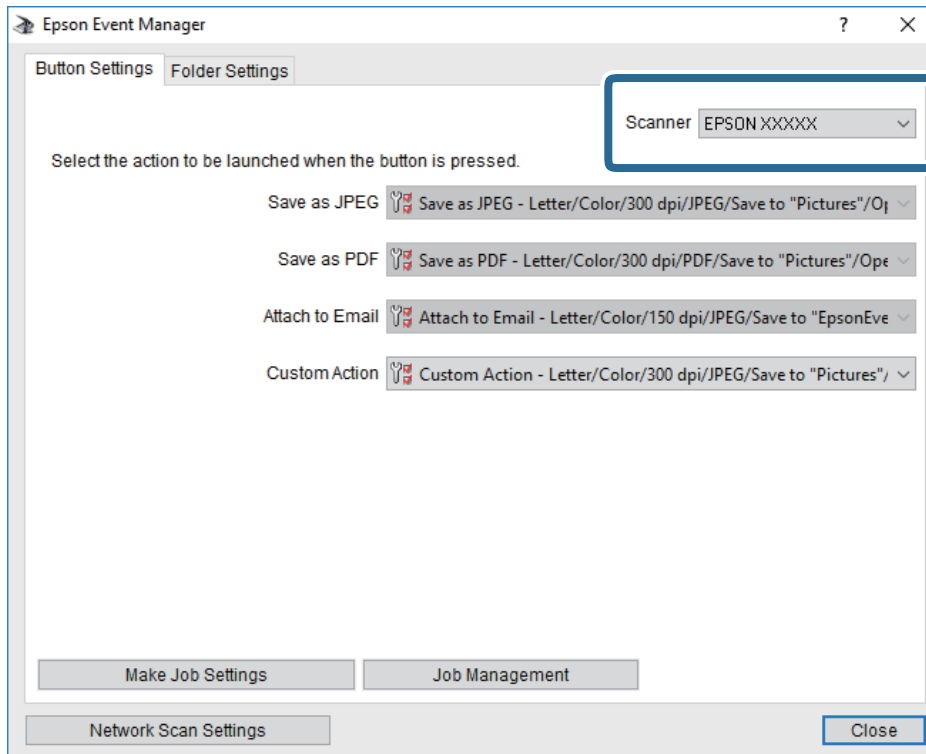 Epson Event Manager
Button Settings Folder Settings
Scanner EPSON XXXXX
Select the action to be launched when the button is pressed.
Save as JPEG Save as JPEG - Letter/Color/300 dpi/JPEG/Save to "Pictures"/Op
Save as PDF Save as PDF - Letter/Color/300 dpi/PDF/Save to "Pictures"/Ope
Attach to Email Attach to Email - Letter/Color/150 dpi/JPEG/Save to "EpsonEve
Custom Action Custom Action - Letter/Color/300 dpi/JPEG/Save to "Pictures"/
Make Job Settings Job Management
Network Scan Settings Close